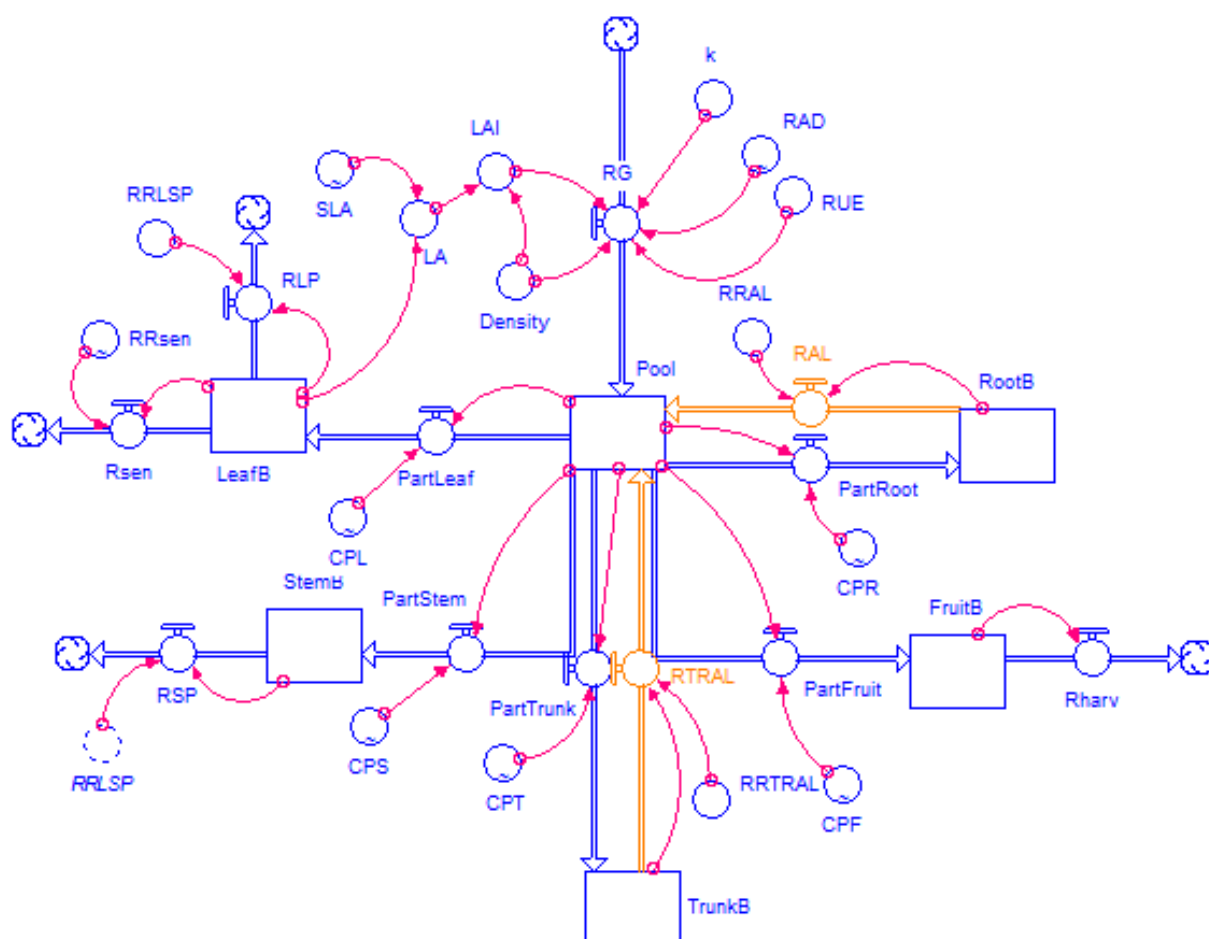 k
LAI
RAD
RRLSP
SLA
RG
RUE
LA
RLP
RRAL
Density
RRsen
Pool
RAL
RootB
Rsen
LeafB
PartLeaf
PartRoot
CPL
CPR
StemB
PartStem
FruitB
RSP
PartTrunk
RTRAL
PartFruit
Rharv
RRLSP
CPS
CPT
RRTRAL
CPF
TrunkB